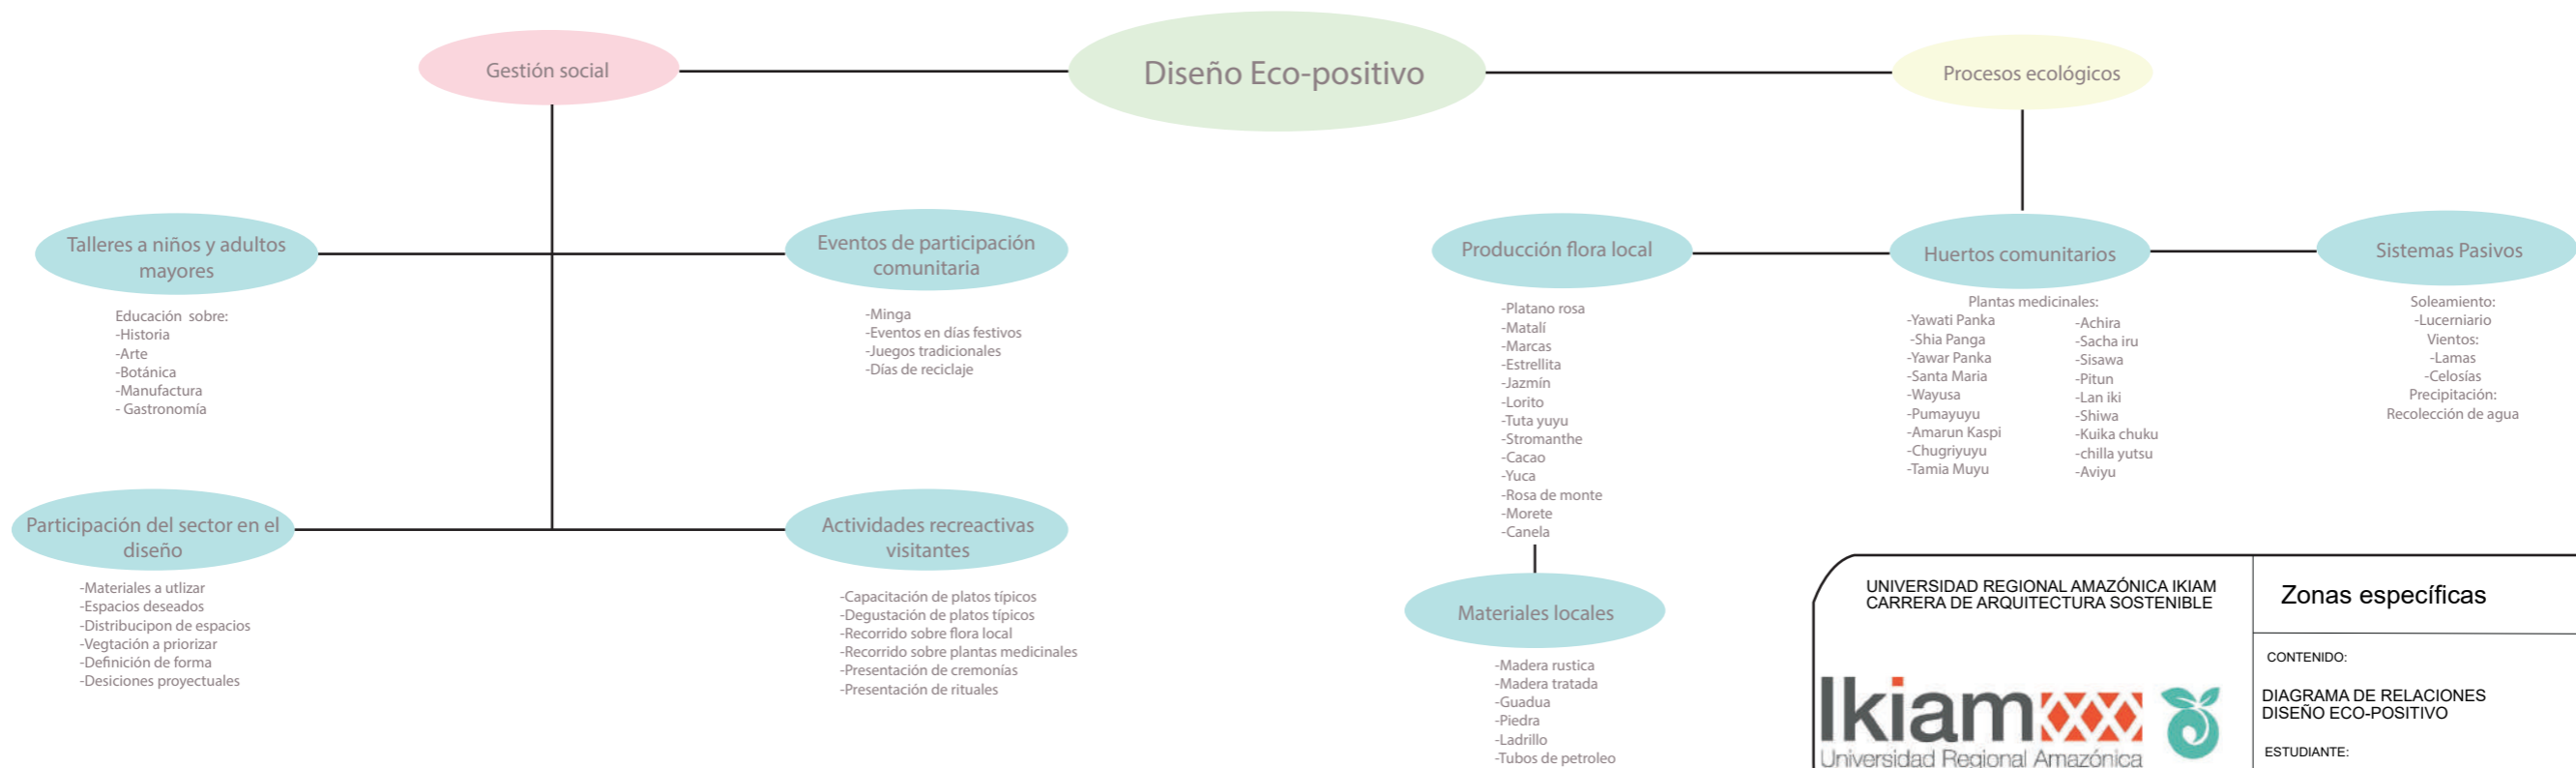 Diseño Eco-positivo
Gestión social
Procesos ecológicos
Talleres a niños y adultos
mayores
Educación sobre:
-Historia
-Arte
-Botánica
-Manufactura
- Gastronomía
Eventos de participación
comunitaria
-Minga
-Eventos en días festivos
-Juegos tradicionales
-Días de reciclaje
Participación del sector en el
diseño
-Materiales a utlizar
-Espacios deseados
-Distribucipon de espacios
-Vegtación a priorizar
-Definición de forma
-Desiciones proyectuales
Actividades recreactivas
visitantes
-Capacitación de platos típicos
-Degustación de platos típicos
-Recorrido sobre flora local
-Recorrido sobre plantas medicinales
-Presentación de cremonías
-Presentación de rituales
Producción flora local
-Platano rosa
-Matalí
-Marcas
-Estrellita
-Jazmín
-Lorito
-Tuta yuyu
-Stromanthe
-Cacao
-Yuca
-Rosa de monte
-Morete
-Canela
Materiales locales
-Madera rustica
-Madera tratada
-Guadua
-Piedra
-Ladrillo
-Tubos de petroleo
Huertos comunitarios
Plantas medicinales:
-Yawati Panka
-Shia Panga
-Yawar Panka
-Santa Maria
-Wayusa
-Pumayuyu
-Amarun Kaspi
-Chugriyuyu
-Tamia Muyu
-Achira
-Sacha iru
-Sisawa
-Pitun
-Lan iki
-Shiwa
-Kuika chuku
-chilla yutsu
-Aviyu
Sistemas Pasivos
Soleamiento:
-Lucerniario
Vientos:
-Lamas
-Celosías
Precipitación:
Recolección de agua
UNIVERSIDAD REGIONAL AMAZÓNICA IKIAM
CARRERA DE ARQUITECTURA SOSTENIBLE
Ikiam
Universidad Regional Amazónica
Zonas específicas
CONTENIDO:
DIAGRAMA DE RELACIONES
DISEÑO ECO-POSITIVO
ESTUDIANTE: